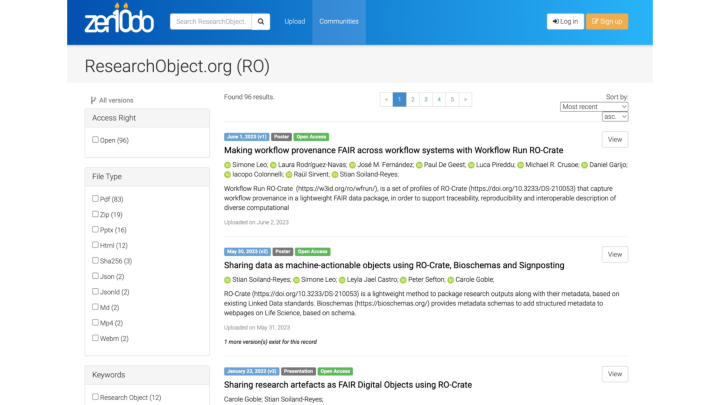 zen10do
Search ResearchObject.
Upload
Communities
Log in
Sign up
ResearchObject.org (RO)
All versions
Access Right
Open (96)
File Type
Pdf (83)
Zip (19)
Pptx (16)
Html (12)
Sha256 (3)
Json (2)
Jsonld (2)
Md (2)
Mp4 (2)
Webm (2)
Keywords
Research Object (12)
Found 96 results.
« 1 2 3 4 5 »
Sort by:
Most recent
asc.
June 1, 2023 (v1) Poster Open Access
View
Making workflow provenance FAIR across workflow systems with Workflow Run RO-Crate
Simone Leo; Laura Rodríguez-Navas; José M. Fernández; Paul De Geest; Luca Pireddu; Michael R. Crusoe; Daniel Garijo;
Iacopo Colonnelli; Raül Sirvent; Stian Soiland-Reyes;
Workflow Run RO-Crate (https://w3id.org/ro/wfrun/), is a set of profiles of RO-Crate (https://doi.org/10.3233/DS-210053) that capture
workflow provenance in a lightweight FAIR data package, in order to support traceability, reproducibility and interoperable description of
diverse computational
Uploaded on June 2, 2023
May 30, 2023 (v2) Poster Open Access
View
Sharing data as machine-actionable objects using RO-Crate, Bioschemas and Signposting
Stian Soiland-Reyes; Simone Leo; Leyla Jael Castro; Peter Sefton; Carole Goble;
RO-Crate (https://doi.org/10.3233/DS-210053) is a lightweight method to package research outputs along with their metadata, based on
existing Linked Data standards. Bioschemas (https://bioschemas.org/) provides metadata schemas to add structured metadata to
webpages on Life Science, based on schema.
Uploaded on May 31, 2023
1 more version(s) exist for this record
January 23, 2022 (v2) Presentation Open Access
View
Sharing research artefacts as FAIR Digital Objects using RO-Crate
Carole Goble; Stian Soiland-Reyes;